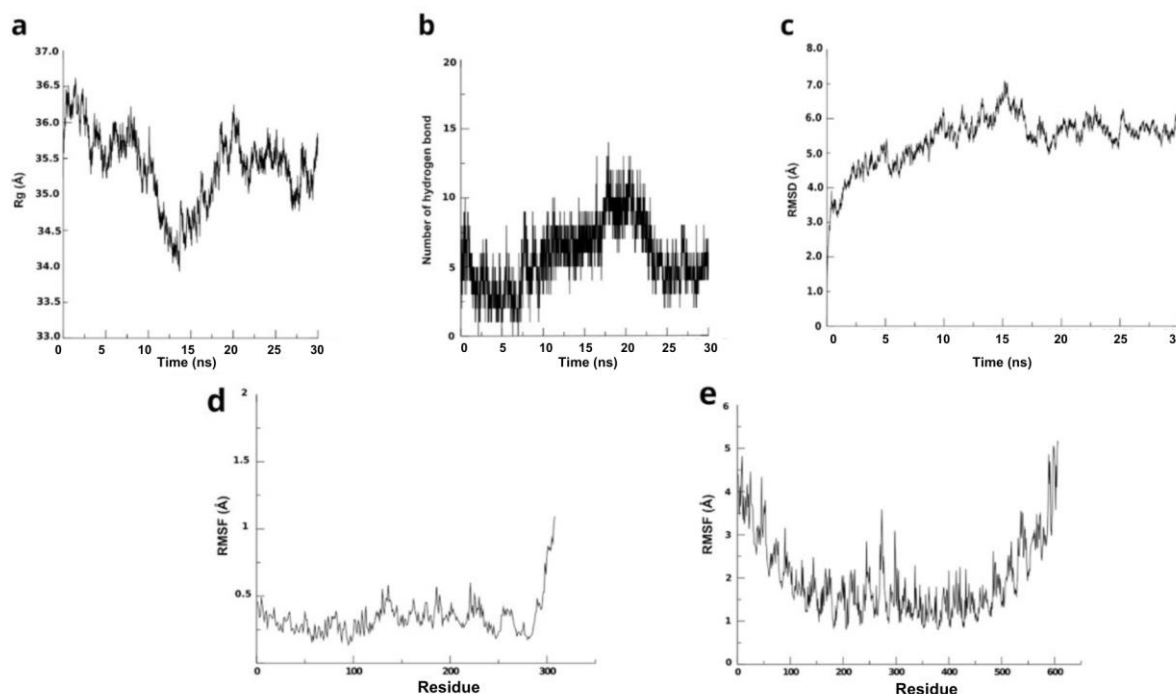 a
37.0
36.5
36.0
35.5
35.0
34.5
34.0
33.5
33.0
Rg (Å)
0 5 10 15 20 25 30
Time (ns)
b
20
15
10
5
0
Number of hydrogen bond
0 5 10 15 20 25 30
Time (ns)
c
8.0
7.0
6.0
5.0
4.0
3.0
2.0
1.0
0
RMSD (Å)
0 5 10 15 20 25
Time (ns)
d
2
1.5
1
0.5
RMSF (Å)
0 100 200 300
Residue
e
6
5
4
3
2
1
0
RMSF (Å)
0 100 200 300 400 500 600
Residue